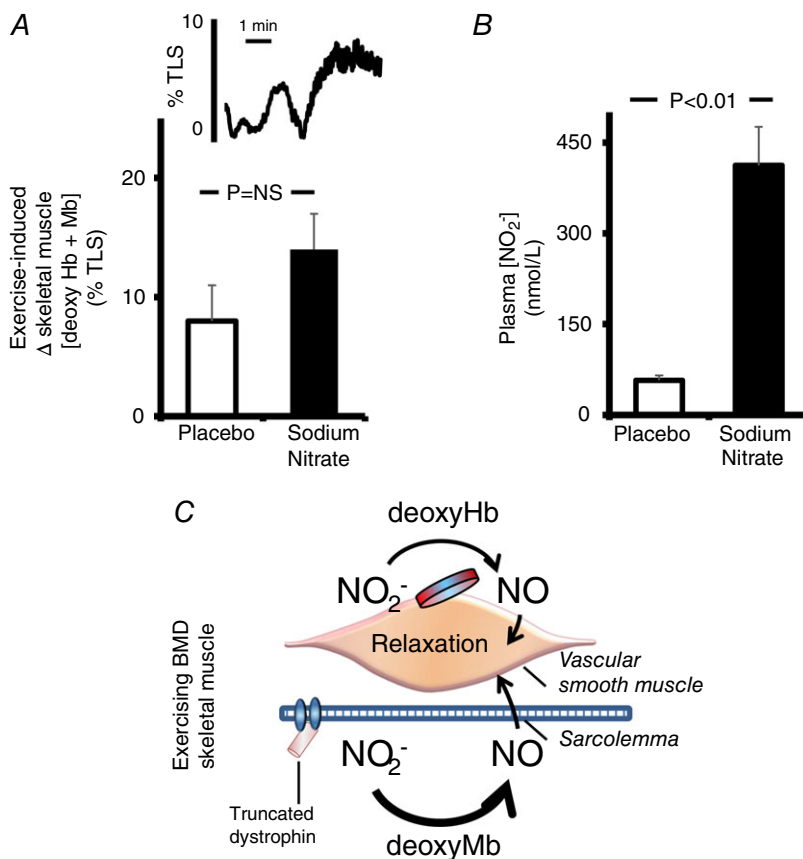 A
10
1 min
% TLS
0
Exercise-induced
Δ skeletal muscle
[deoxy Hb + Mb]
(% TLS)
20
10
0
P=NS
Placebo
Sodium
Nitrate
B
P<0.01
Plasma [NO₂⁻]
(nmol/L)
450
300
150
0
Placebo
Sodium
Nitrate
C
Exercising BMD
skeletal muscle
deoxyHb
NO₂⁻ NO
Relaxation
Vascular
smooth muscle
Sarcolemma
NO₂⁻ NO
Truncated
dystrophin
deoxyMb